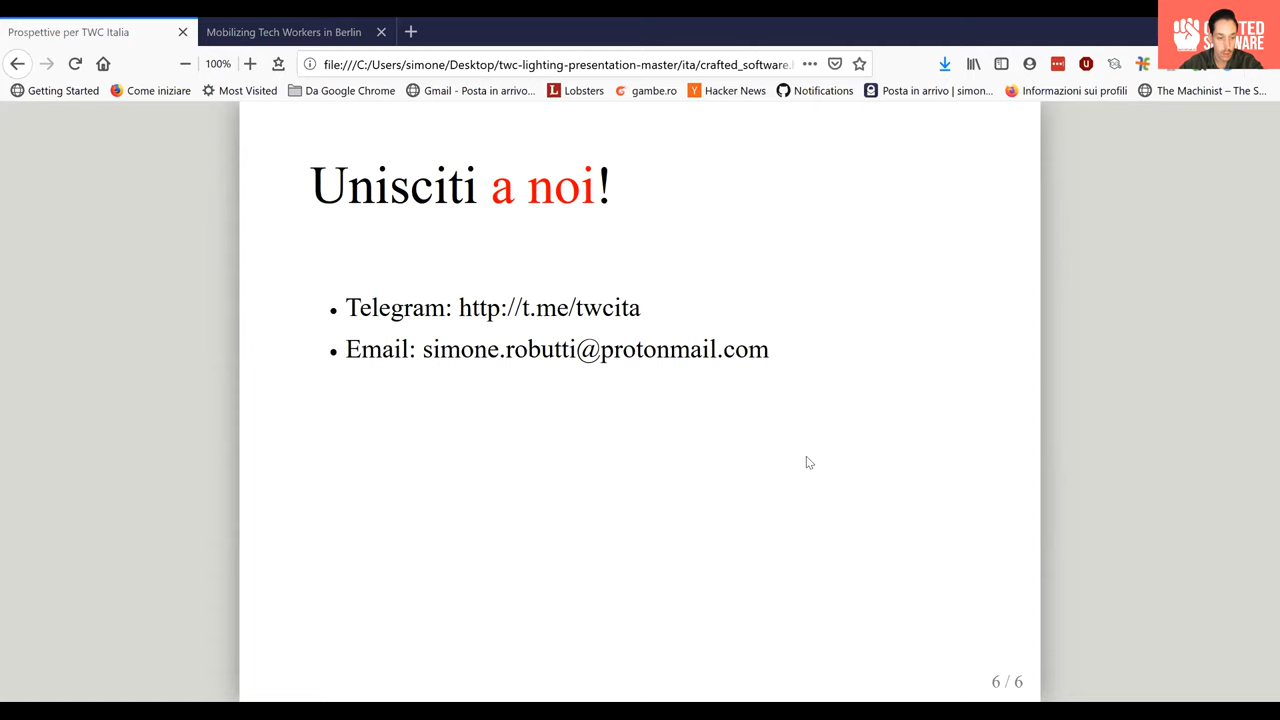 Prospettive per TWC Italia
Mobilizing Tech Workers in Berlin
100%
file:///C:/Users/simone/Desktop/twc-lighting-presentation-master/ita/crafted_software.
Getting Started
Come iniziare
Most Visited
Da Google Chrome
Gmail - Posta in arrivo...
Lobsters
gambe.ro
Hacker News
Notifications
Posta in arrivo | simon...
Informazioni sui profili
The Machinist – The S...
Unisciti a noi!
• Telegram: http://t.me/twcita
• Email: simone.robutti@protonmail.com
6 / 6